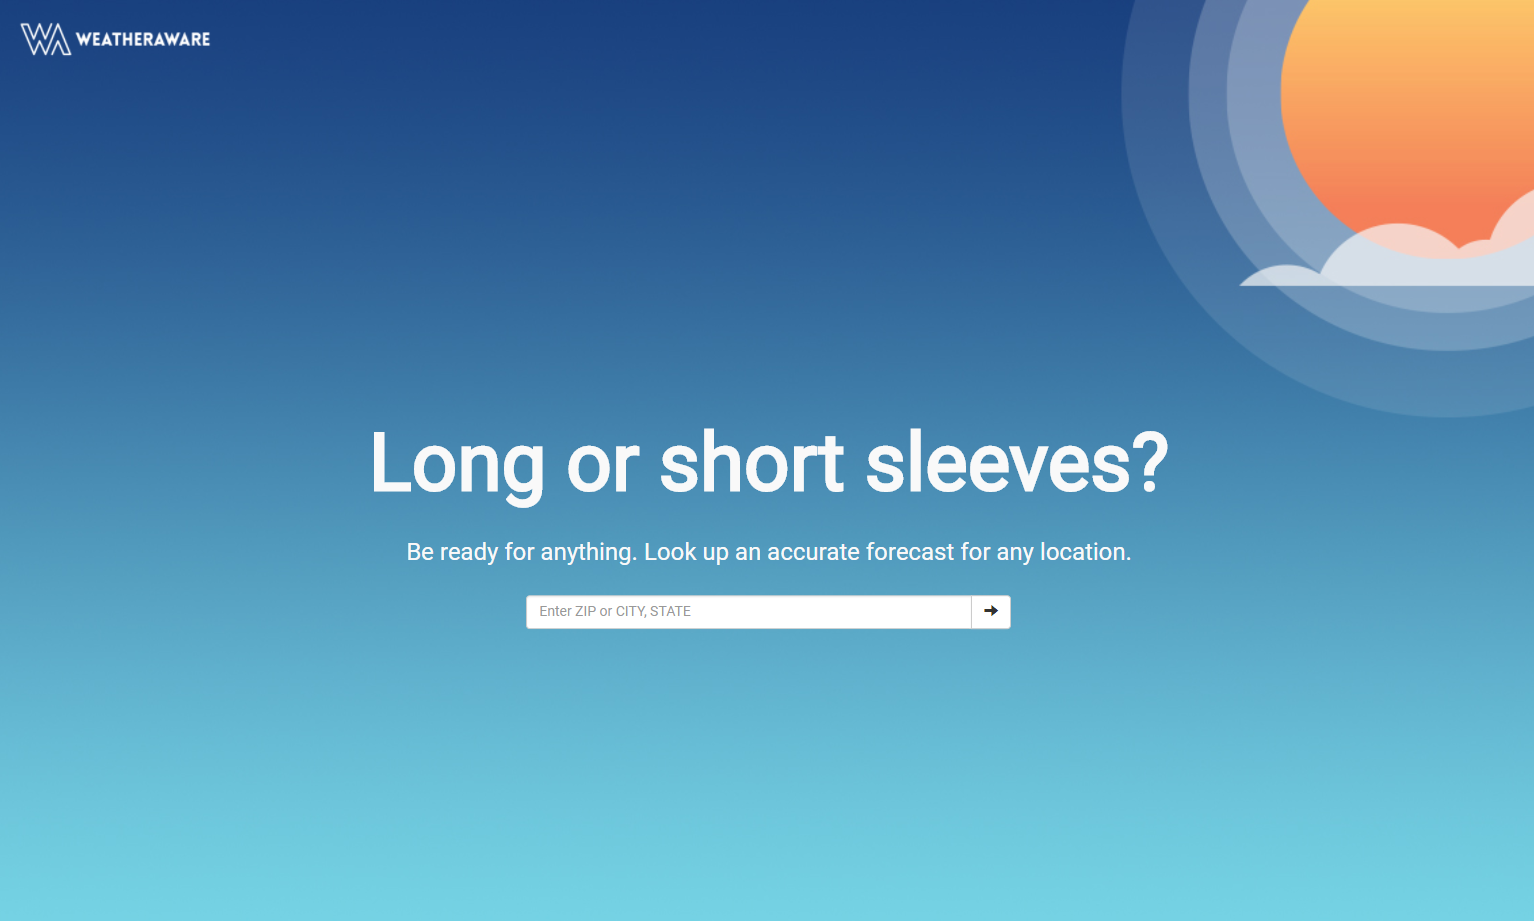 WA WEATHERAWARE
Long or short sleeves?
Be ready for anything. Look up an accurate forecast for any location.
Enter ZIP or CITY, STATE